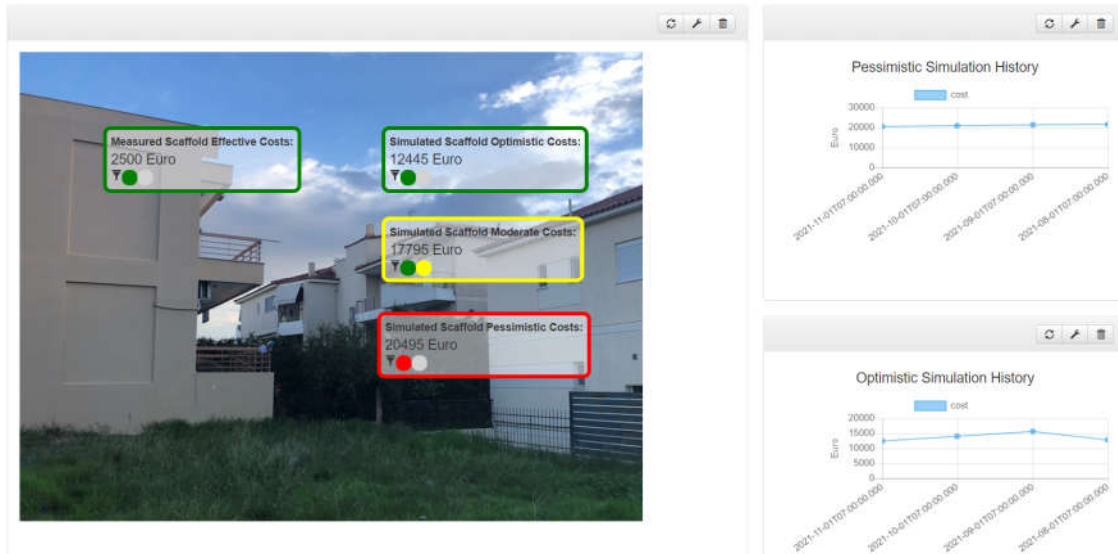 Measured Scaffold Effective Costs:
2500 Euro
Simulated Scaffold Optimistic Costs:
12445 Euro
Simulated Scaffold Moderate Costs:
17795 Euro
Simulated Scaffold Pessimistic Costs:
20495 Euro
Pessimistic Simulation History
cost
30000
20000
10000
0
Euro
2021-11-01T07:00:00.000
2021-10-01T07:00:00.000
2021-09-01T07:00:00.000
2021-08-01T07:00:00.000
Optimistic Simulation History
cost
20000
15000
10000
5000
0
Euro
2021-11-01T07:00:00.000
2021-10-01T07:00:00.000
2021-09-01T07:00:00.000
2021-08-01T07:00:00.000